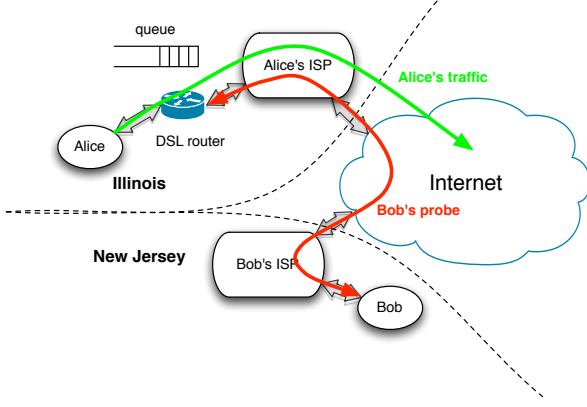 queue
Alice's ISP
Alice's traffic
DSL router
Alice
Illinois
Internet
Bob's probe
New Jersey
Bob's ISP
Bob